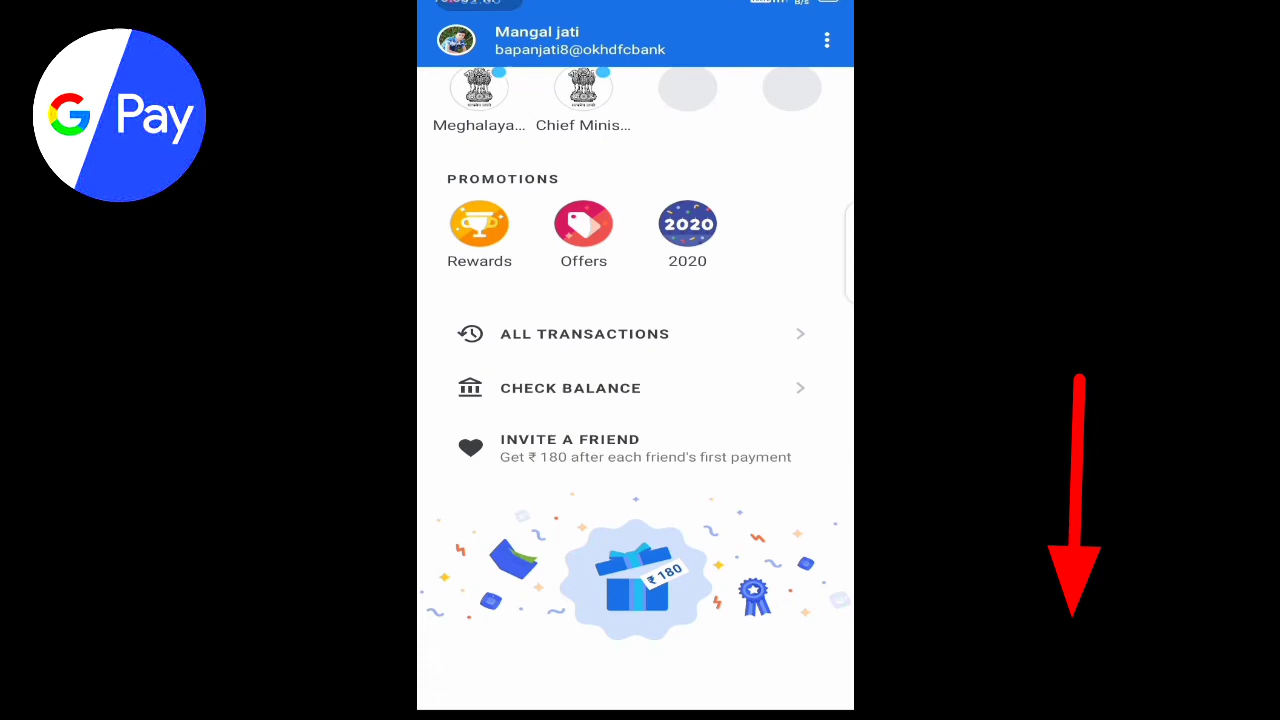 G Pay
Mangal jati
bapanjati8@okhdfcbank
Meghalaya... Chief Minis...
PROMOTIONS
2020
Rewards Offers 2020
ALL TRANSACTIONS
CHECK BALANCE
INVITE A FRIEND
Get ₹ 180 after each friend's first payment
₹ 180